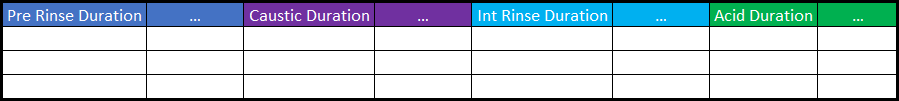 Pre Rinse Duration ... Caustic Duration ... Int Rinse Duration ... Acid Duration ...